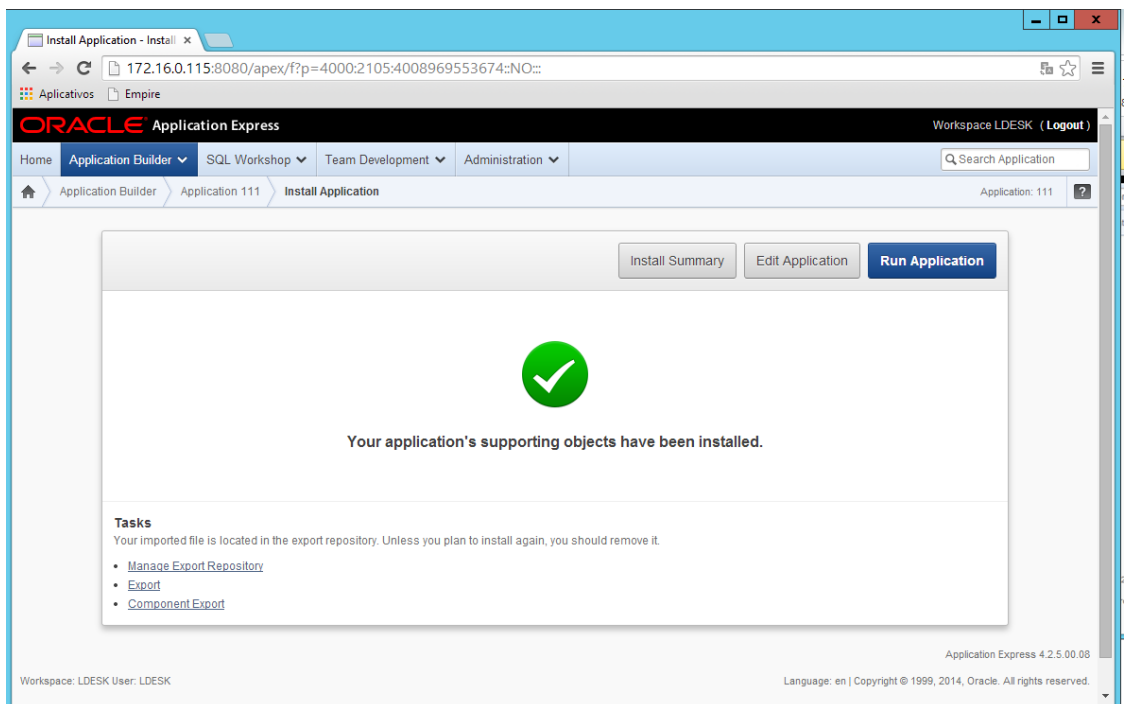 Install Application - Install
172.16.0.115:8080/apex/f?p=4000:2105:4008969553674::NO:::
Aplicativos Empire
ORACLE Application Express Workspace LDESK ( Logout )
Home Application Builder SQL Workshop Team Development Administration Search Application
Application Builder Application 111 Install Application Application: 111 ?
Install Summary Edit Application Run Application
Your application's supporting objects have been installed.
Tasks
Your imported file is located in the export repository. Unless you plan to install again, you should remove it.
• Manage Export Repository
• Export
• Component Export
Application Express 4.2.5.00.08
Workspace: LDESK User: LDESK Language: en | Copyright © 1999, 2014, Oracle. All rights reserved.